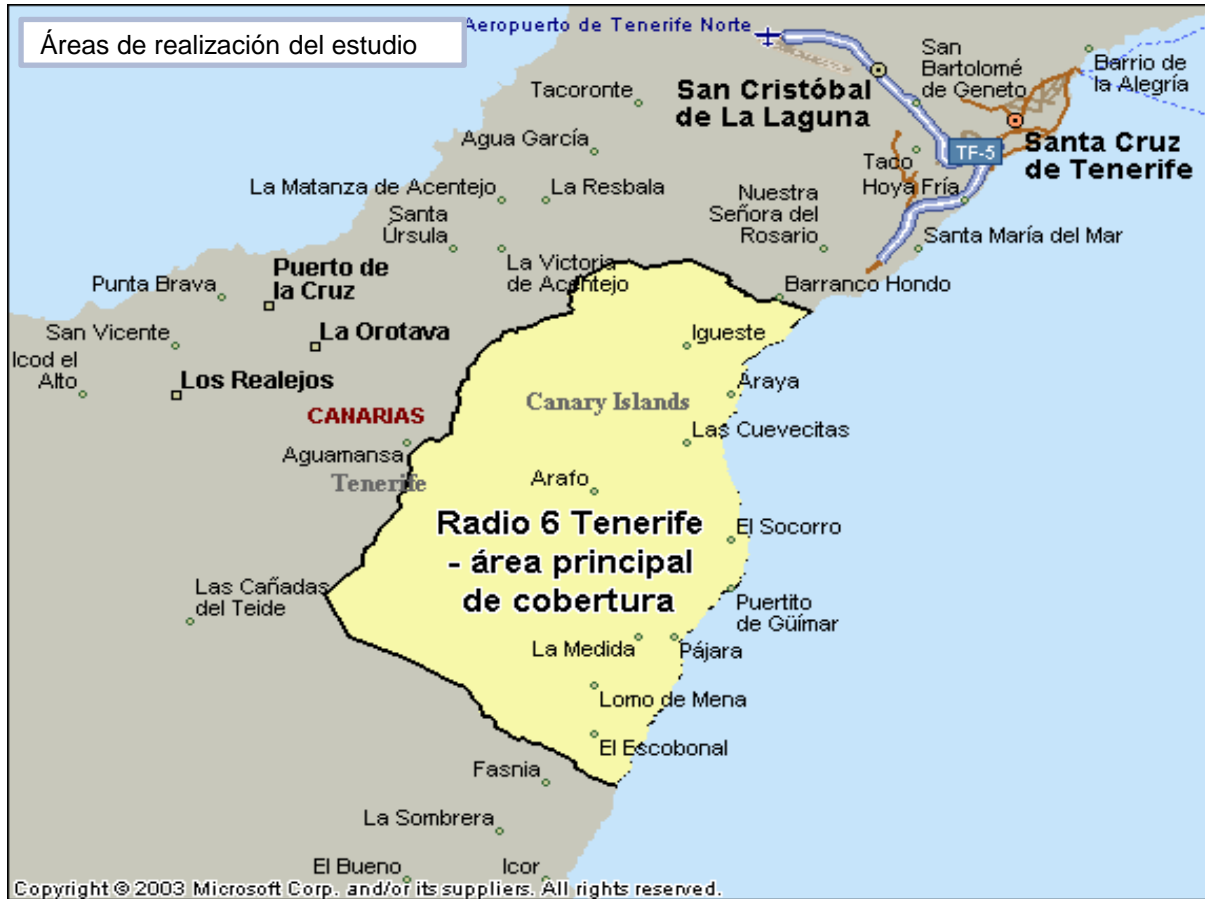 Áreas de realización del estudio
Aeropuerto de Tenerife Norte
San
Bartolomé
de Geneto
Barrio de
la Alegría
Tacoronte
San Cristóbal
de La Laguna
Agua García
TF-5
Santa Cruz
de Tenerife
Taco
Hoya Fría
La Matanza de Acentejo
La Resbala
Nuestra
Señora del
Rosario
Santa
Úrsula
Santa María del Mar
La Victoria
de Acentejo
Puerto de
la Cruz
Punta Brava
Barranco Hondo
San Vicente
La Orotava
Igueste
Icod el
Alto
Los Realejos
Araya
Canary Islands
CANARIAS
Las Cuevecitas
Aguamansa
Tenerife
Arafo
Radio 6 Tenerife
- área principal
de cobertura
El Socorro
Las Cañadas
del Teide
Puertito
de Güímar
La Medida
Pájara
Lomo de Mena
El Escobonal
Fasnia
La Sombrera
El Bueno
Icor
Copyright © 2003 Microsoft Corp. and/or its suppliers. All rights reserved.